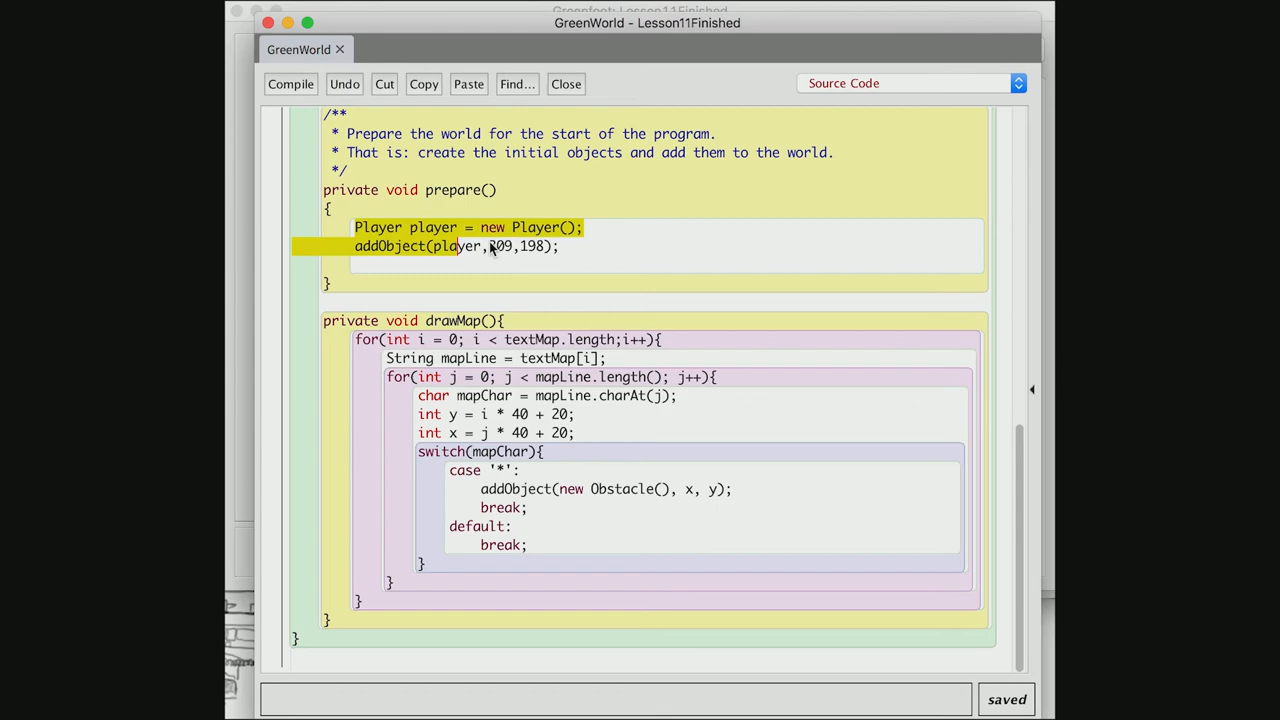 Greenfoot: Lesson11Finished
GreenWorld - Lesson11Finished
GreenWorld ✕
Compile Undo Cut Copy Paste Find... Close Source Code
/**
* Prepare the world for the start of the program.
* That is: create the initial objects and add them to the world.
*/
private void prepare()
{
Player player = new Player();
addObject(player,309,198);
}
private void drawMap(){
for(int i = 0; i < textMap.length;i++){
String mapLine = textMap[i];
for(int j = 0; j < mapLine.length(); j++){
char mapChar = mapLine.charAt(j);
int y = i * 40 + 20;
int x = j * 40 + 20;
switch(mapChar){
case '*':
addObject(new Obstacle(), x, y);
break;
default:
break;
}
}
}
}
}
saved